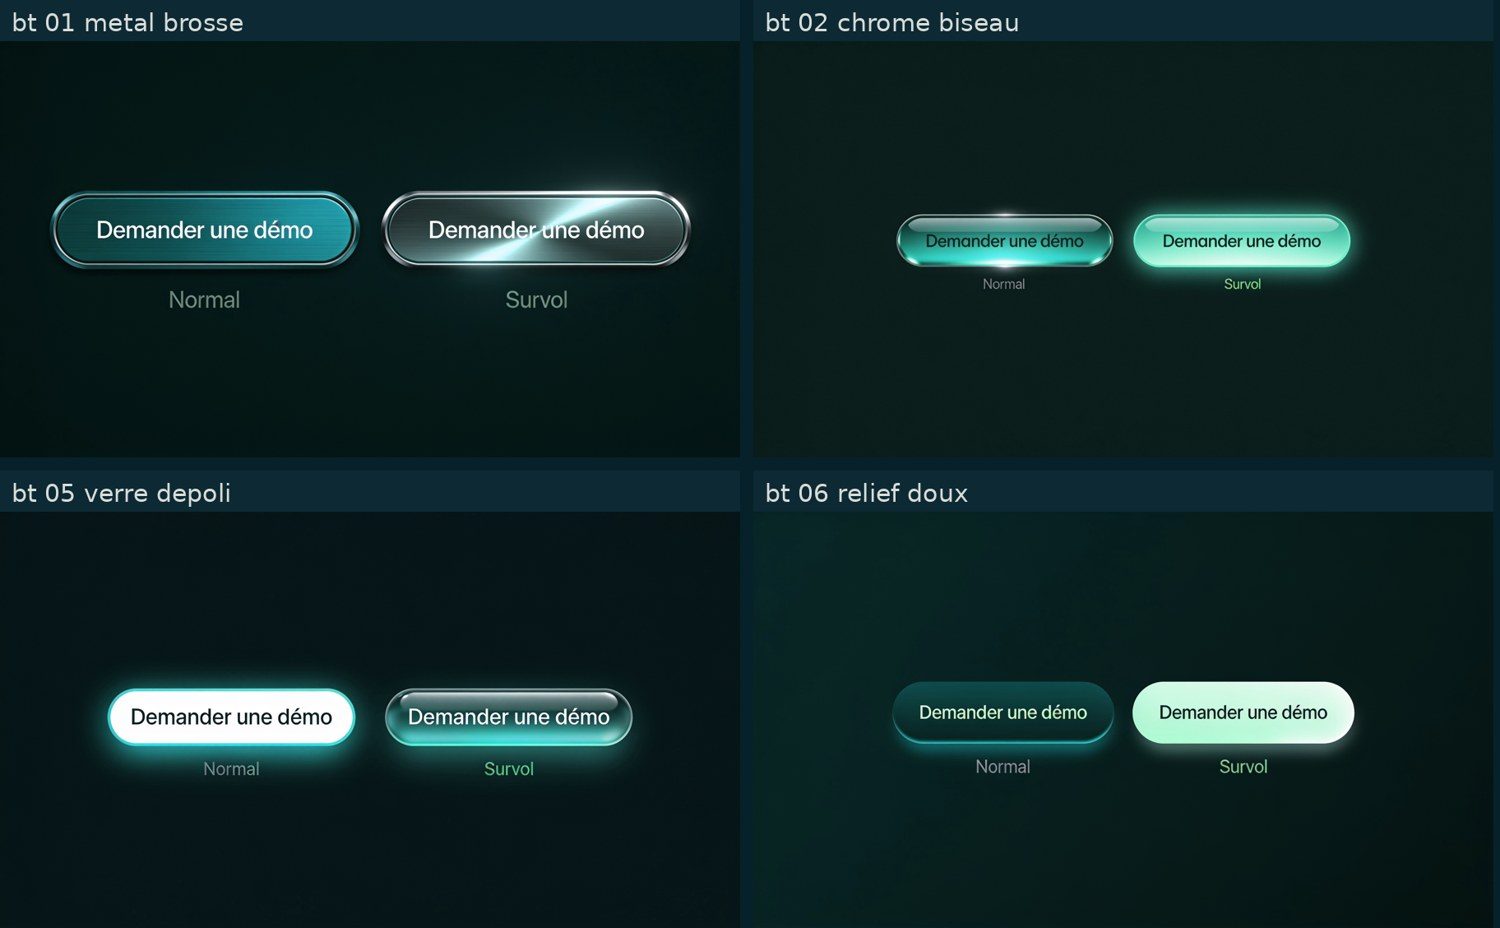 bt 01 metal brosse
bt 02 chrome biseau
Demander une démo
Demander une démo
Normal
Survol
Demander une démo
Demander une démo
Normal
Survol
bt 05 verre depoli
bt 06 relief doux
Demander une démo
Demander une démo
Normal
Survol
Demander une démo
Demander une démo
Normal
Survol